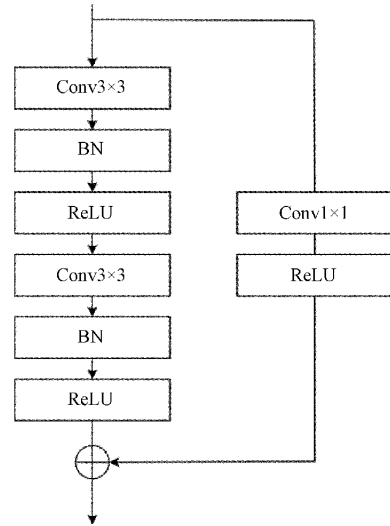 Conv3×3
BN
ReLU
Conv3×3
BN
ReLU
Conv1×1
ReLU